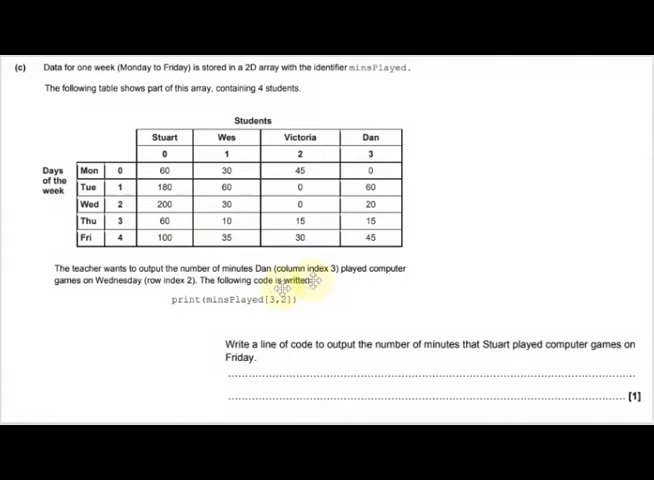 (c) Data for one week (Monday to Friday) is stored in a 2D array with the identifier minsPlayed.
The following table shows part of this array, containing 4 students.
Students
Stuart Wes Victoria Dan
0 1 2 3
Days of the week
Mon 0 60 30 45 0
Tue 1 180 60 0 60
Wed 2 200 30 0 20
Thu 3 60 10 15 15
Fri 4 100 35 30 45
The teacher wants to output the number of minutes Dan (column index 3) played computer
games on Wednesday (row index 2). The following code is written:
print(minsPlayed[3,2])
Write a line of code to output the number of minutes that Stuart played computer games on
Friday.
[1]